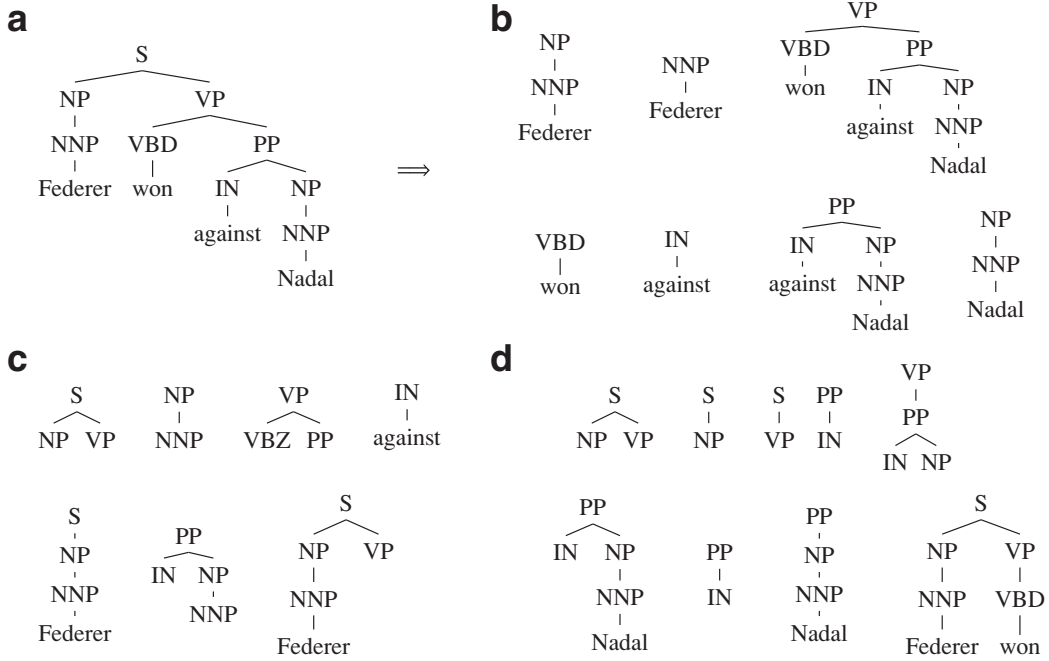 a
S
NP VP
NNP VBD PP
Federer won IN NP
against NNP
Nadal
⟹
b
NP
NNP
Federer
NNP
Federer
VP
VBD PP
won IN NP
against NNP
Nadal
VBD
won
IN
against
PP
IN NP
against NNP
Nadal
NP
NNP
Nadal
c
S
NP VP
NP
NNP
VP
VBZ PP
IN
against
S
NP
NNP
Federer
PP
IN NP
NNP
S
NP VP
NNP
Federer
d
S
NP VP
S
NP
S
VP
PP
IN
VP
PP
IN NP
PP
IN NP
NNP
Nadal
PP
IN
PP
NP
NNP
Nadal
S
NP VP
NNP VBD
Federer won